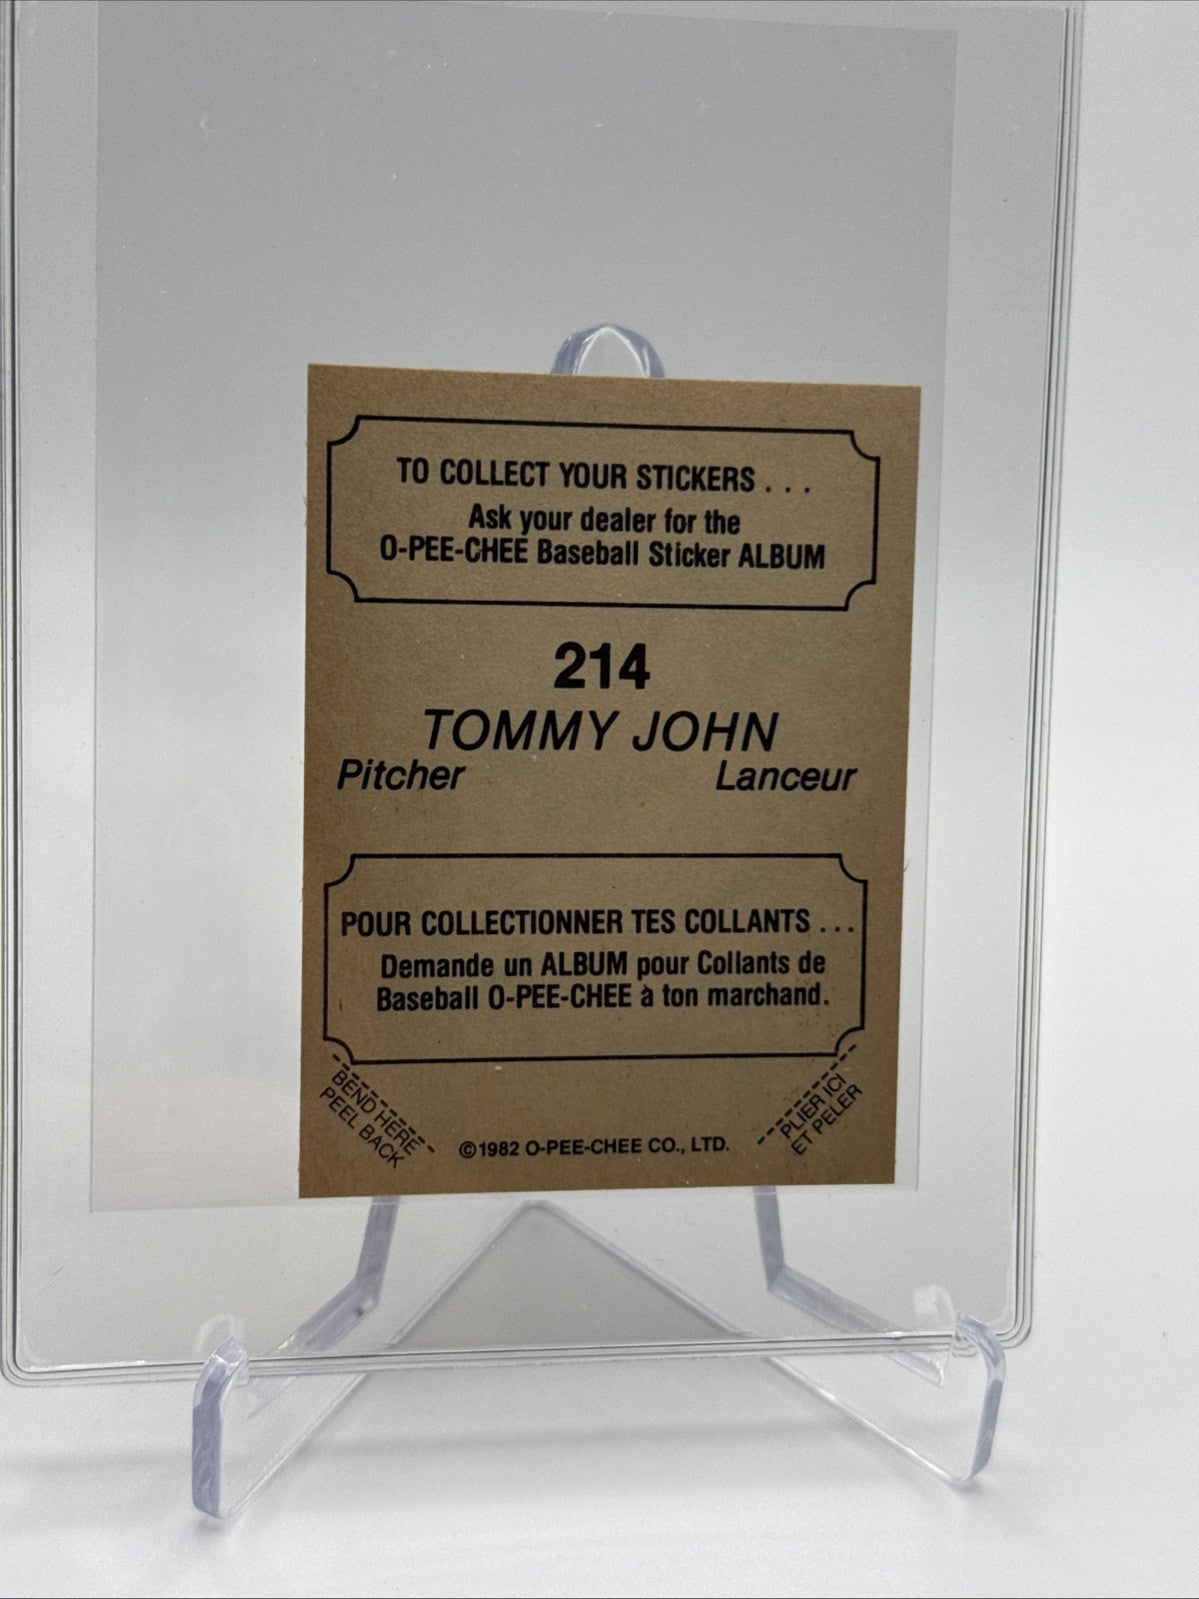 TO COLLECT YOUR STICKERS . . .
Ask your dealer for the
O-PEE-CHEE Baseball Sticker ALBUM
214
TOMMY JOHN
Pitcher Lanceur
POUR COLLECTIONNER TES COLLANTS . . .
Demande un ALBUM pour Collants de
Baseball O-PEE-CHEE à ton marchand.
BEND HERE
PEEL BACK
©1982 O-PEE-CHEE CO., LTD.
PLIER ICI
ET PELER